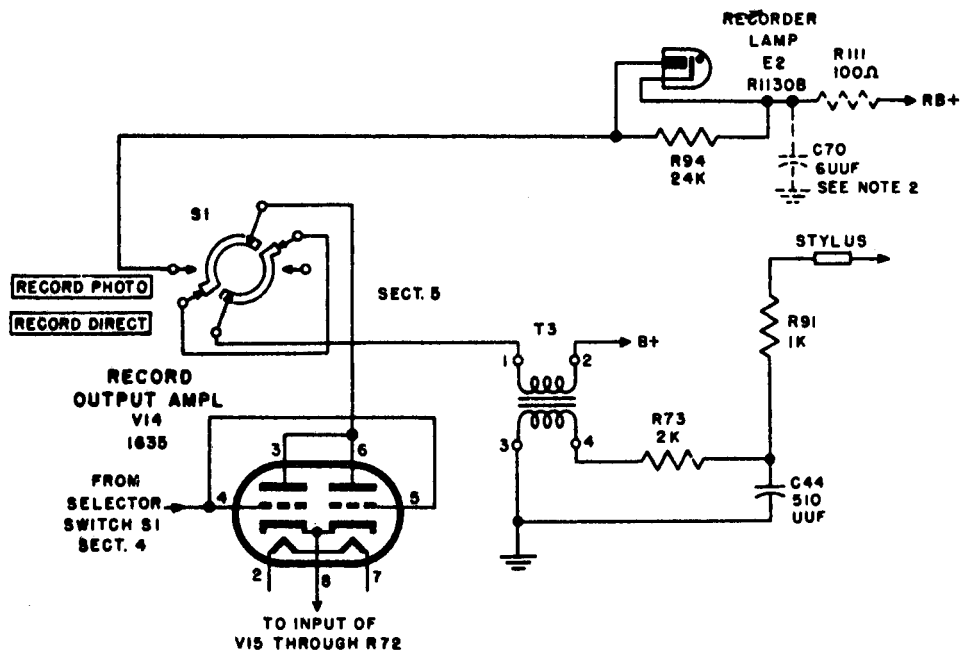 RECORDER
LAMP
E2
R1130B
R111
100Ω
RB+
R94
24K
C70
6UUF
SEE NOTE 2
S1
STYLUS
RECORD PHOTO
RECORD DIRECT
SECT. 5
R91
1K
T3
B+
1
2
RECORD
OUTPUT AMPL
V14
1635
3
6
3
4
R73
2K
FROM
SELECTOR
SWITCH S1
SECT. 4
4
5
C44
510
UUF
2
8
7
TO INPUT OF
V15 THROUGH R72